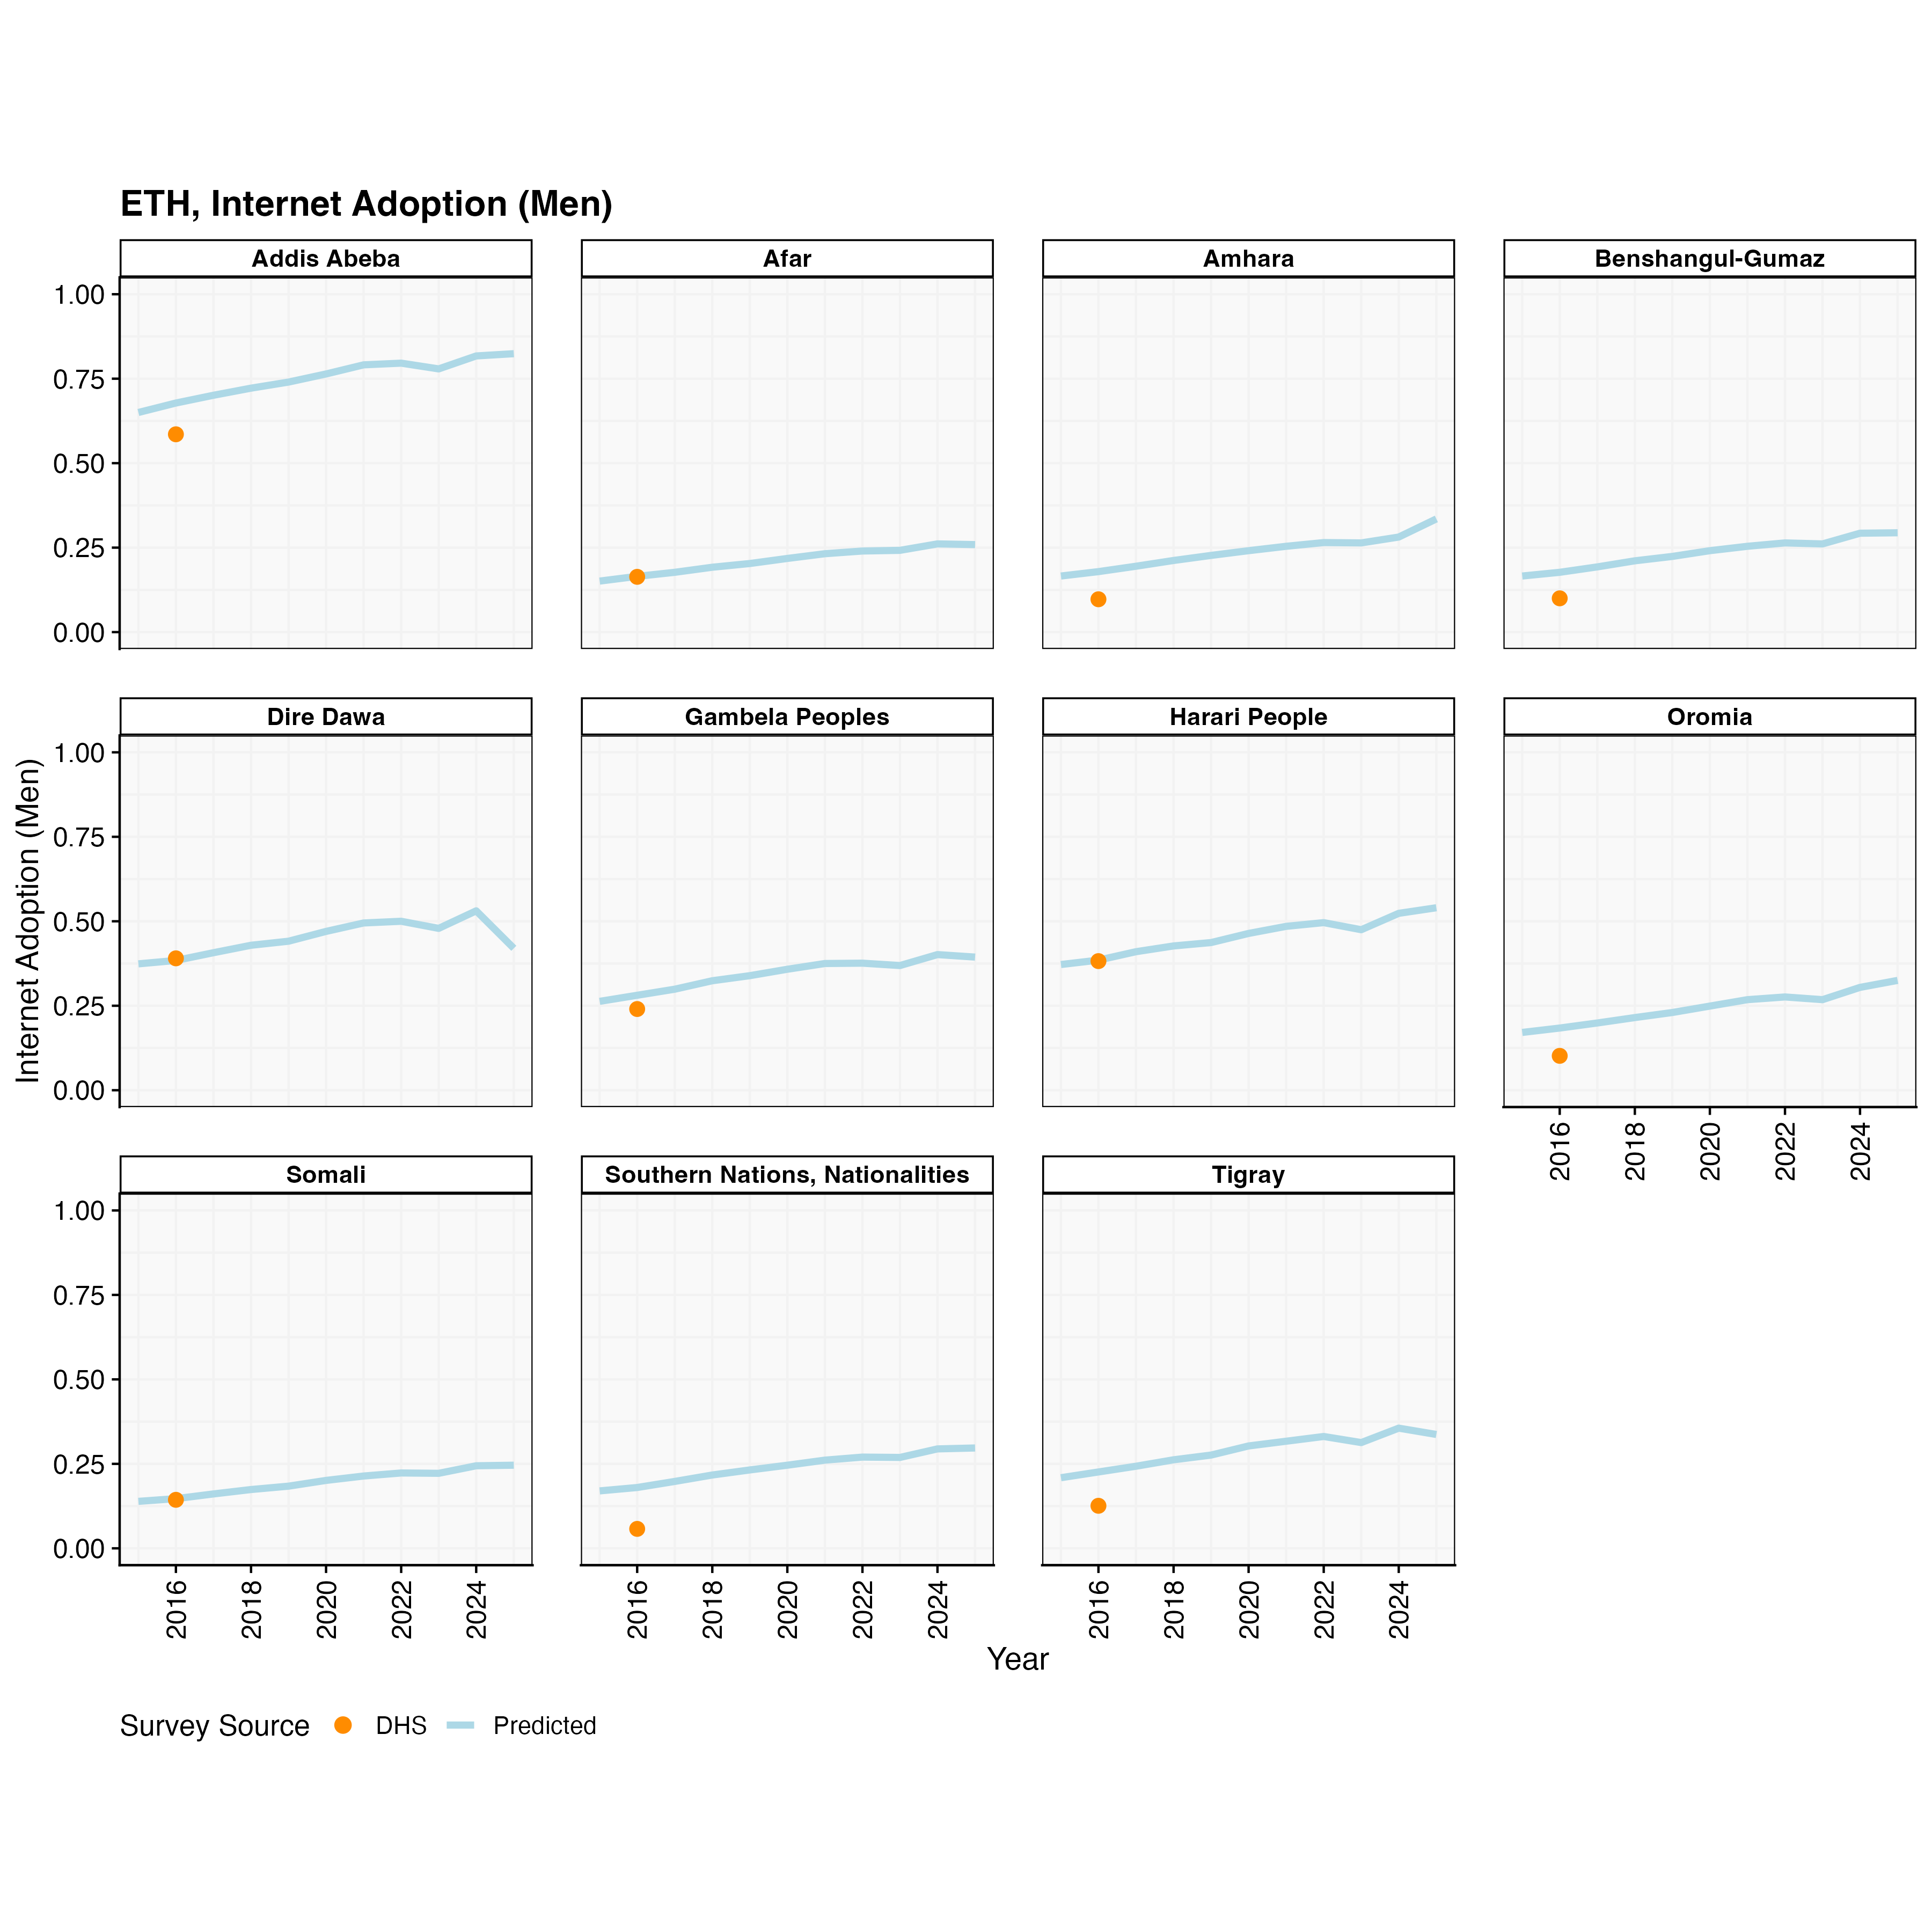 ETH, Internet Adoption (Men)
Addis Abeba
Afar
Amhara
Benshangul-Gumaz
1.00
0.75
0.50
0.25
0.00
Dire Dawa
Gambela Peoples
Harari People
Oromia
1.00
0.75
0.50
0.25
0.00
Internet Adoption (Men)
2016
2018
2020
2022
2024
Somali
Southern Nations, Nationalities
Tigray
1.00
0.75
0.50
0.25
0.00
2016
2018
2020
2022
2024
2016
2018
2020
2022
2024
2016
2018
2020
2022
2024
Year
Survey Source DHS Predicted